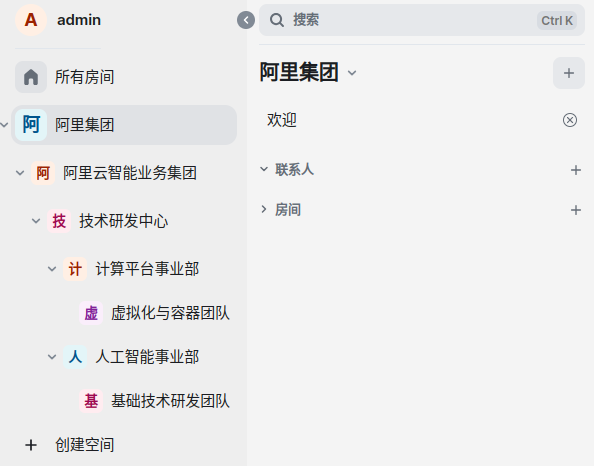 A admin
所有房间
阿 阿里集团
阿 阿里云智能业务集团
技 技术研发中心
计 计算平台事业部
虚 虚拟化与容器团队
人 人工智能事业部
基 基础技术研发团队
+ 创建空间
搜索 Ctrl K
阿里集团
欢迎
联系人
房间